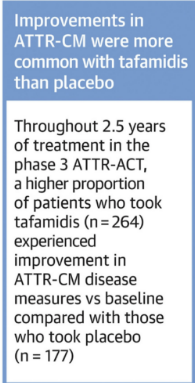 Improvements in
ATTR-CM were more
common with tafamidis
than placebo
Throughout 2.5 years
of treatment in the
phase 3 ATTR-ACT,
a higher proportion
of patients who took
tafamidis (n = 264)
experienced
improvement in
ATTR-CM disease
measures vs baseline
compared with those
who took placebo
(n = 177)